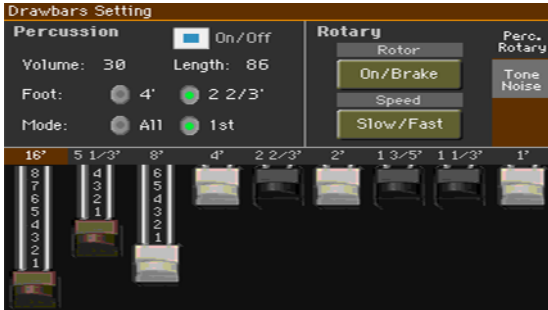 Drawbars Setting
Percussion
On/Off
Volume: 30 Length: 86
Foot: 4' 2 2/3'
Mode: All 1st
Rotary
Rotor
On/Brake
Speed
Slow/Fast
Perc.
Rotary
Tone
Noise
16' 5 1/3' 8' 4' 2 2/3' 2' 1 3/5' 1 1/3' 1'
8
7
6
5
4
3
2
1
4
3
2
1
6
5
4
3
2
1